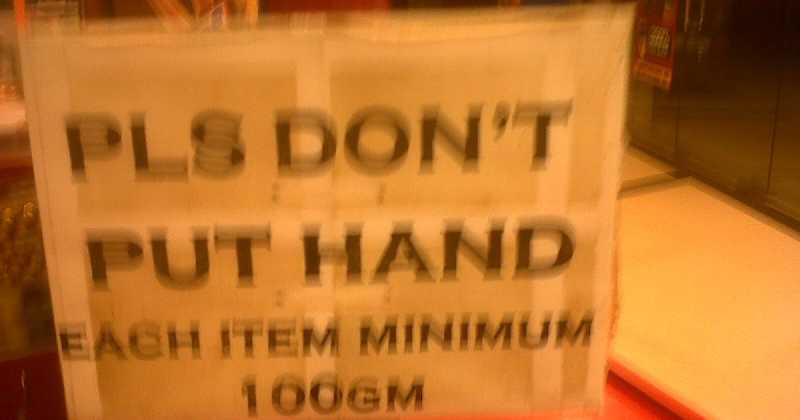 PLS DON'T
PUT HAND
EACH ITEM MINIMUM
100GM